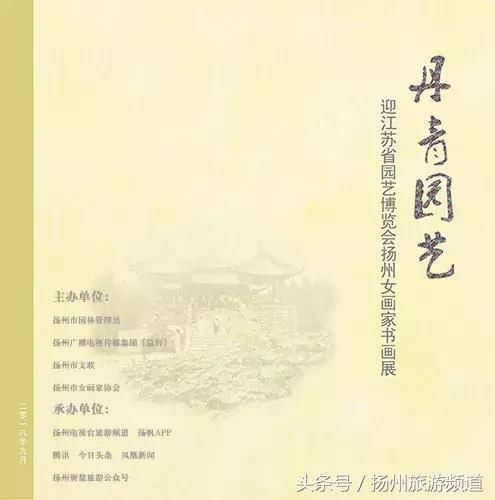 丹青园艺
迎江苏省园艺博览会扬州女画家书画展
主办单位：
扬州市园林管理员
扬州广播电视传媒集团（总台）
扬州市文联
扬州市女画家协会
承办单位：
扬州电视台旅游频道 扬帆APP
腾讯 今日头条 凤凰新闻
扬州智慧旅游公众号
二零一八年九月
头条号 / 扬州旅游频道